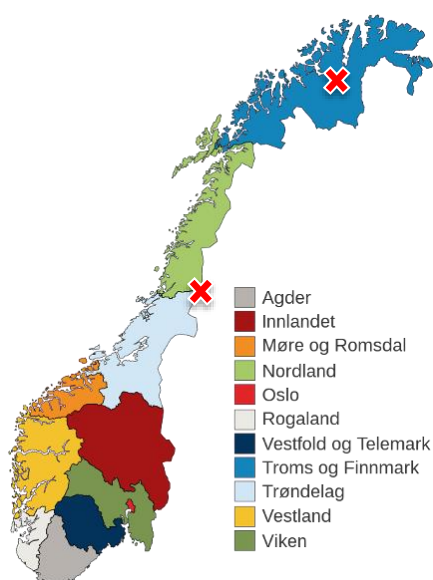 Agder
Innlandet
Møre og Romsdal
Nordland
Oslo
Rogaland
Vestfold og Telemark
Troms og Finnmark
Trøndelag
Vestland
Viken